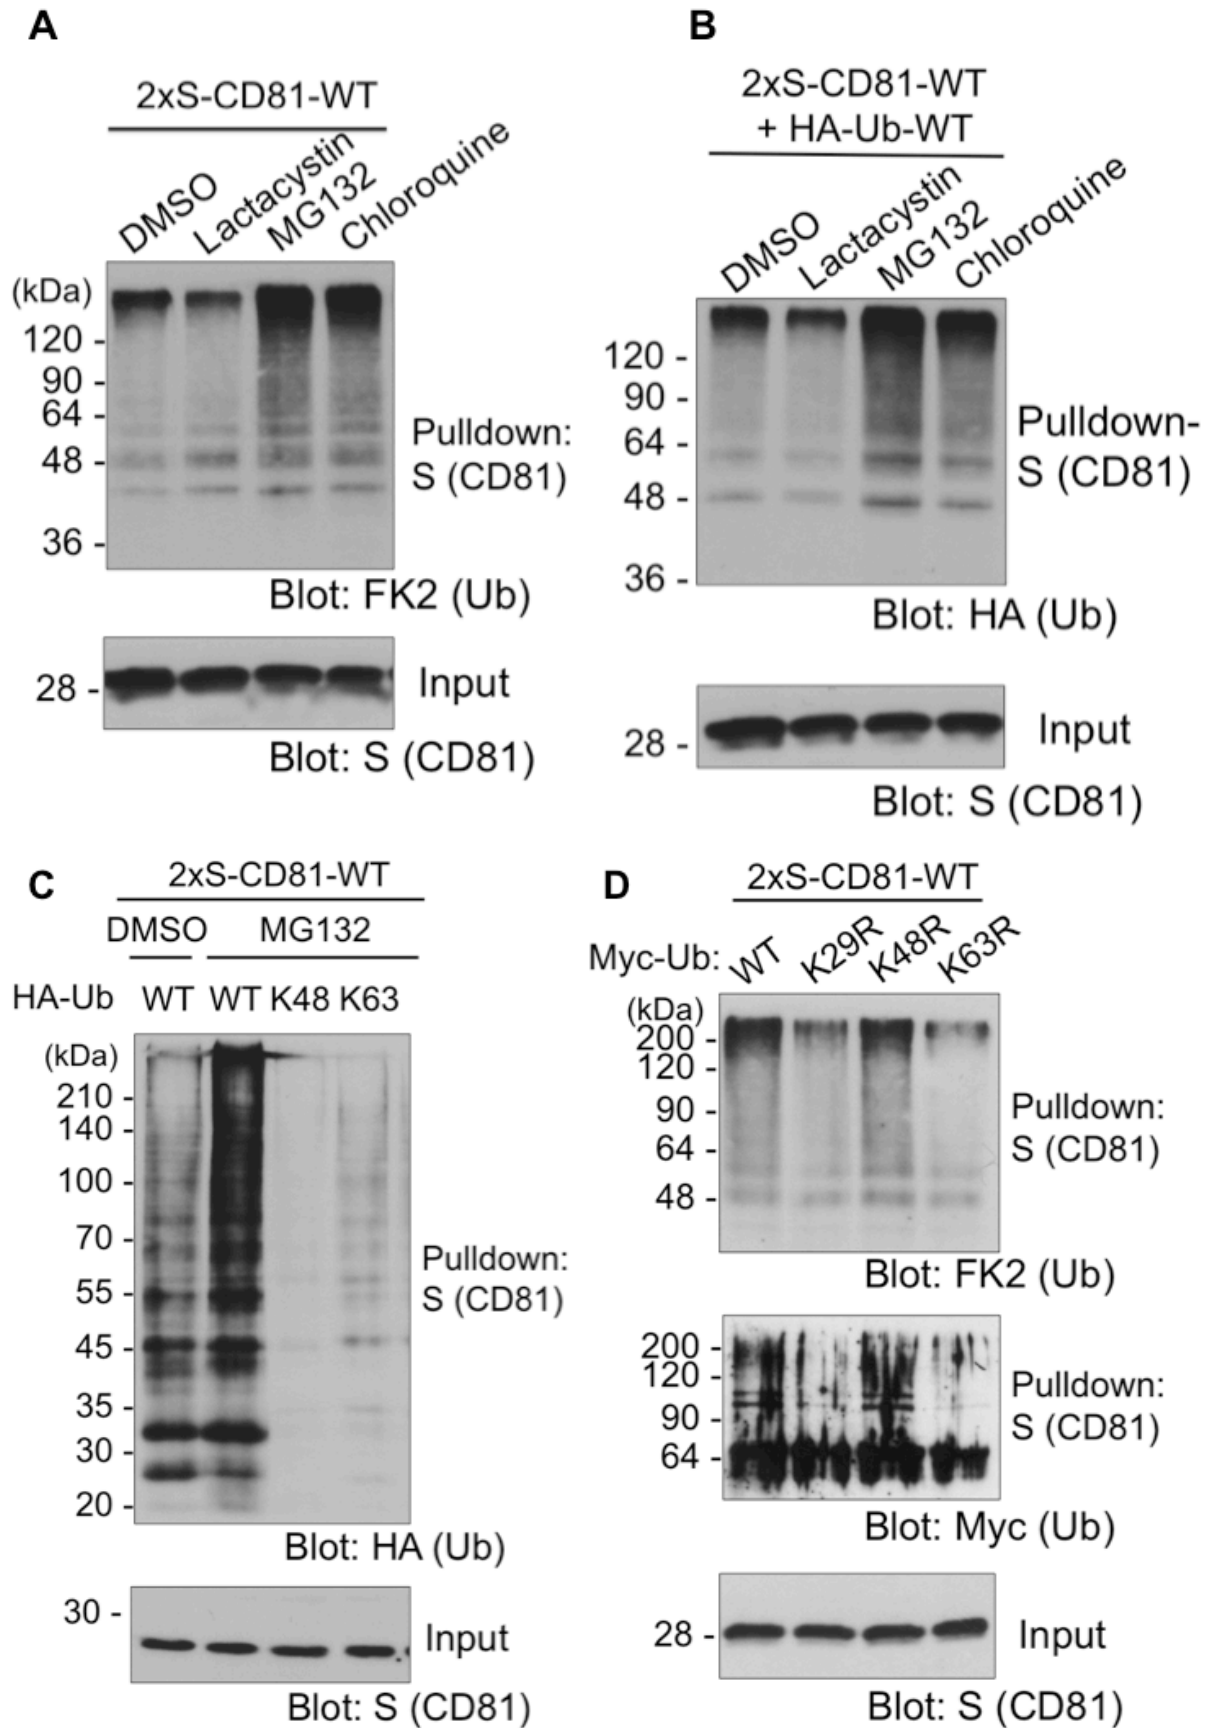 A
2xS-CD81-WT
DMSO
Lactacystin
MG132
Chloroquine
(kDa)
120 -
90 -
64 -
48 -
36 -
Pulldown:
S (CD81)
Blot: FK2 (Ub)
28 -
Input
Blot: S (CD81)
B
2xS-CD81-WT
+ HA-Ub-WT
DMSO
Lactacystin
MG132
Chloroquine
120 -
90 -
64 -
48 -
36 -
Pulldown-
S (CD81)
Blot: HA (Ub)
28 -
Input
Blot: S (CD81)
C
2xS-CD81-WT
DMSO MG132
HA-Ub WT WT K48 K63
(kDa)
210 -
140 -
100 -
70 -
55 -
45 -
35 -
30 -
20 -
Pulldown:
S (CD81)
Blot: HA (Ub)
30 -
Input
Blot: S (CD81)
D
2xS-CD81-WT
Myc-Ub: WT K29R K48R K63R
(kDa)
200 -
120 -
90 -
64 -
48 -
Pulldown:
S (CD81)
Blot: FK2 (Ub)
200 -
120 -
90 -
64 -
Pulldown:
S (CD81)
Blot: Myc (Ub)
28 -
Input
Blot: S (CD81)